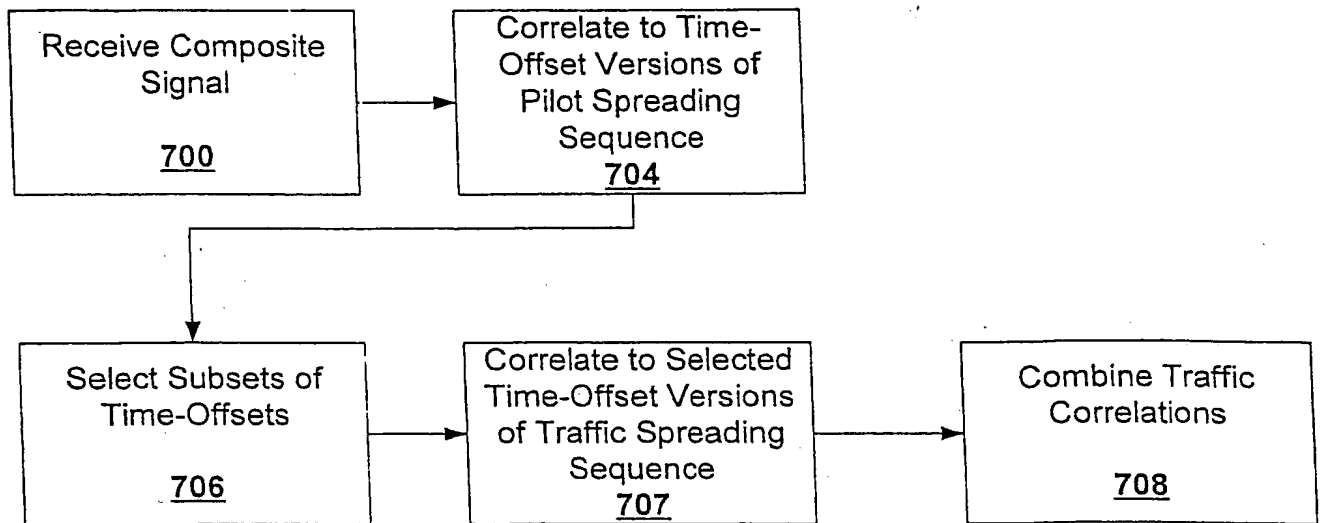 Receive Composite
Signal
700
Correlate to Time-
Offset Versions of
Pilot Spreading
Sequence
704
Select Subsets of
Time-Offsets
706
Correlate to Selected
Time-Offset Versions
of Traffic Spreading
Sequence
707
Combine Traffic
Correlations
708